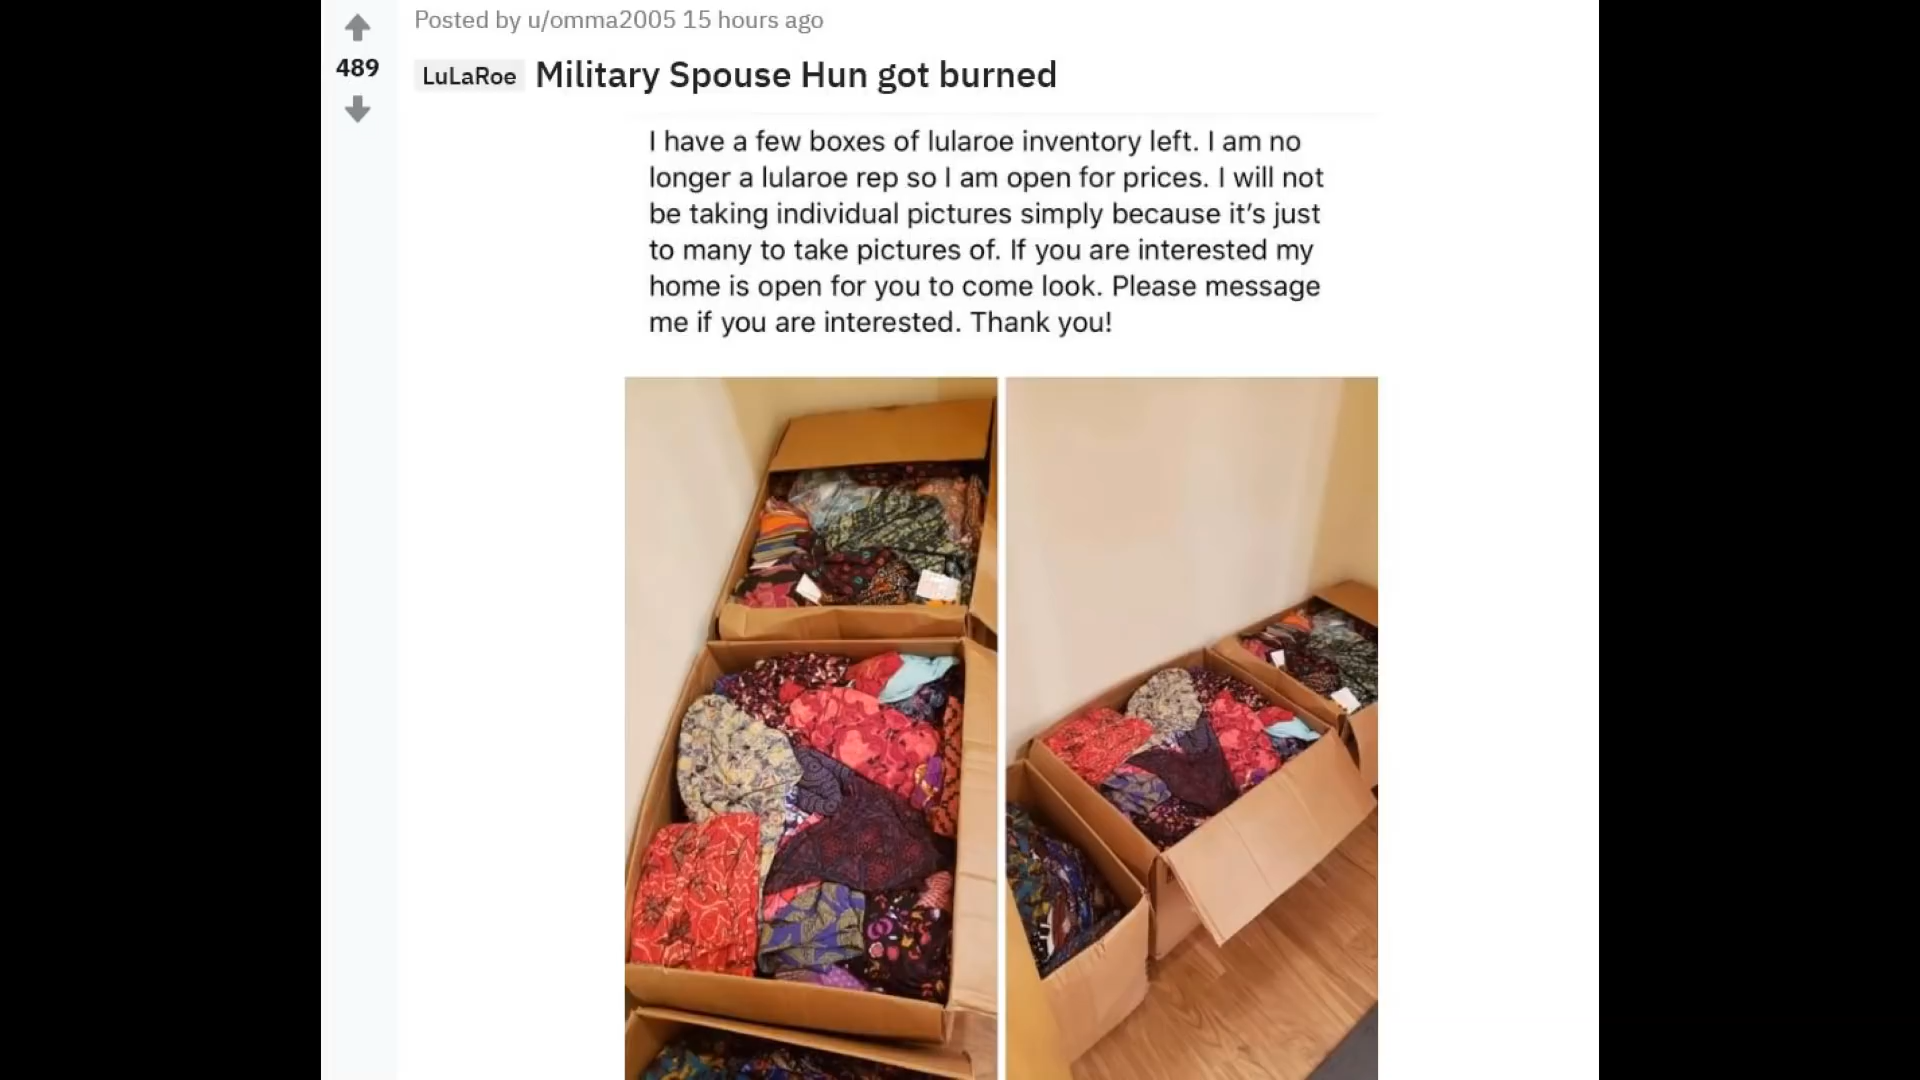 Posted by u/omma2005 15 hours ago
489
LuLaRoe Military Spouse Hun got burned
I have a few boxes of lularoe inventory left. I am no
longer a lularoe rep so I am open for prices. I will not
be taking individual pictures simply because it's just
to many to take pictures of. If you are interested my
home is open for you to come look. Please message
me if you are interested. Thank you!